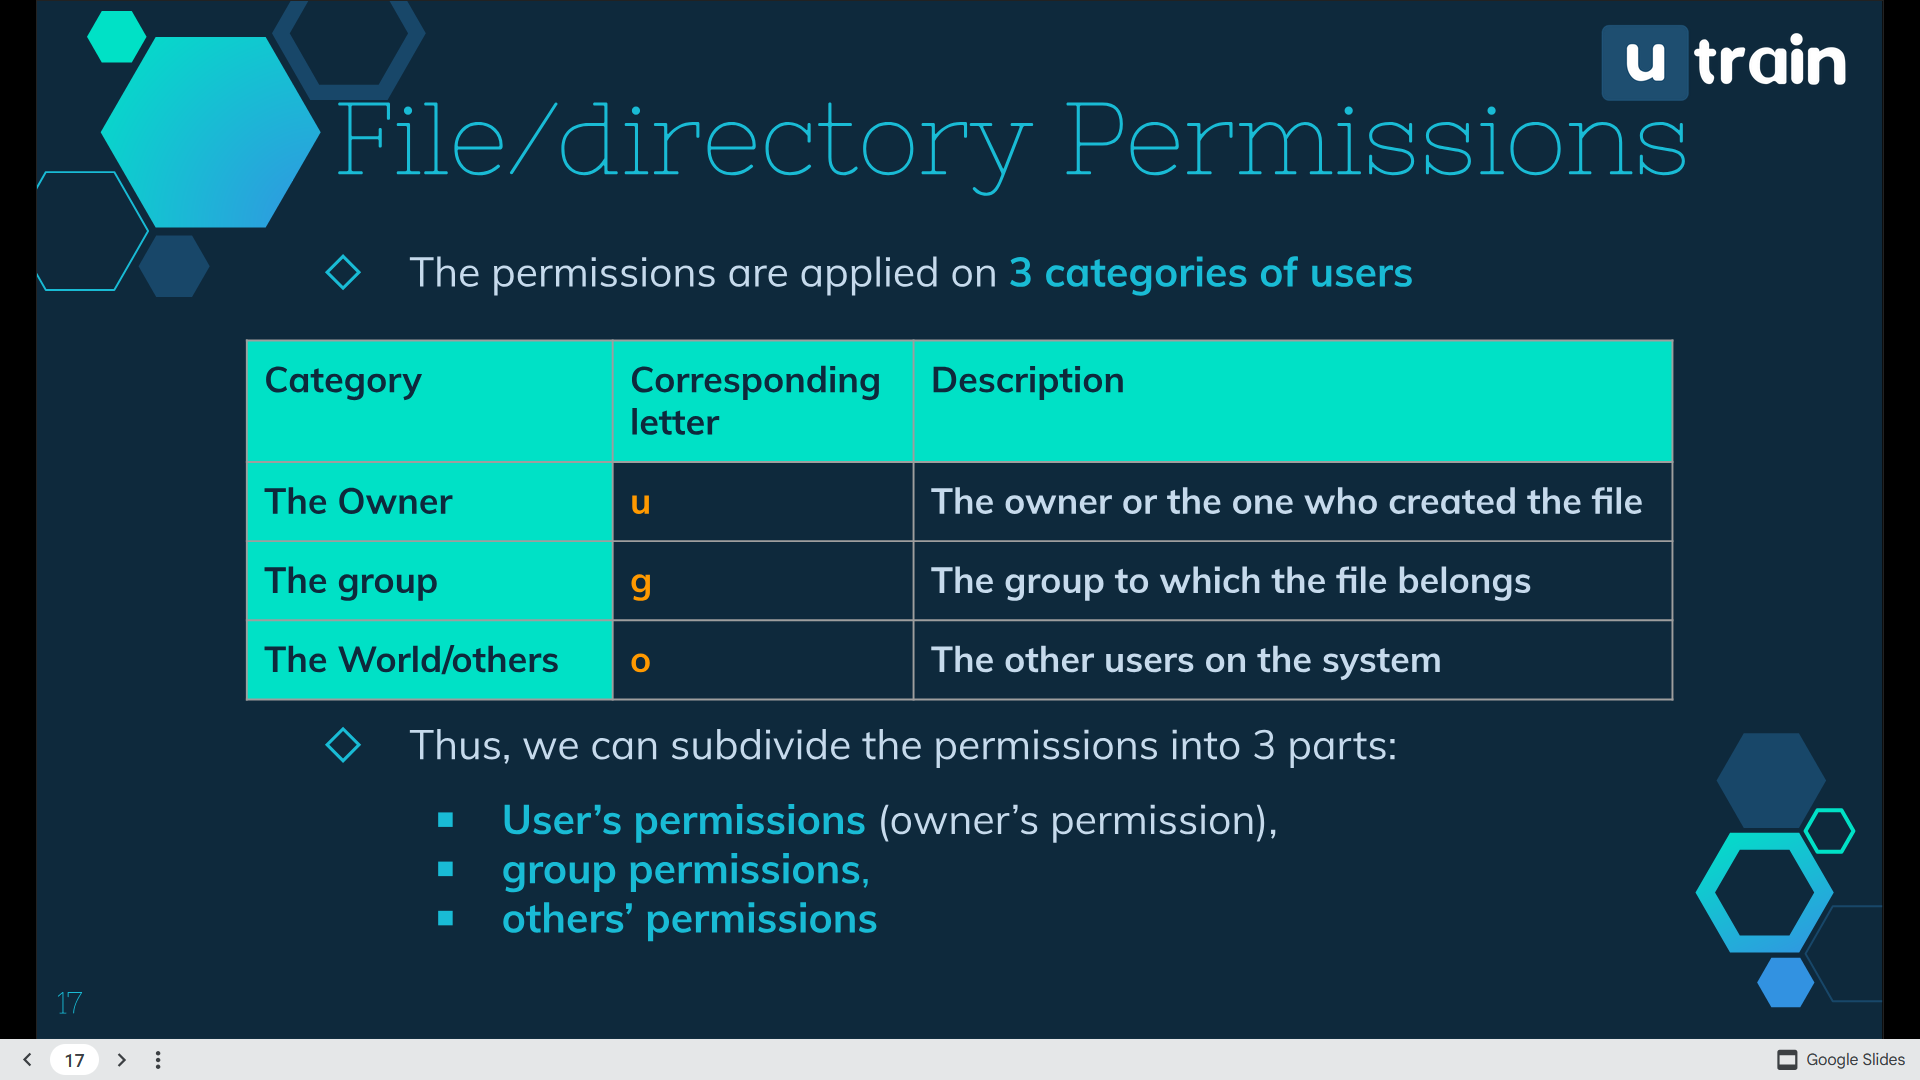 u train
File/directory Permissions
The permissions are applied on 3 categories of users
Category Corresponding letter Description
The Owner u The owner or the one who created the file
The group g The group to which the file belongs
The World/others o The other users on the system
Thus, we can subdivide the permissions into 3 parts:
User’s permissions (owner’s permission),
group permissions,
others’ permissions
17
17
Google Slides